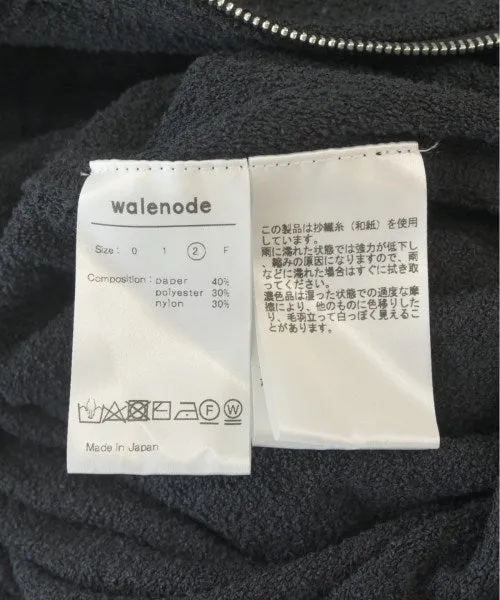 walenode
Size: 0 1 2 F
Composition: paper 40%
polyester 30%
nylon 30%
F W
Made in Japan
この製品は抄繊糸(和紙)を使用
しています。
雨に濡れた状態では強力が低下し
、縮みの原因になりますので、雨
などに濡れた場合はすぐに拭き取
ってください。
濃色品は湿った状態での過度な摩
擦により、他のものに色移りした
り、毛羽立って白っぽく見えるこ
とがあります。